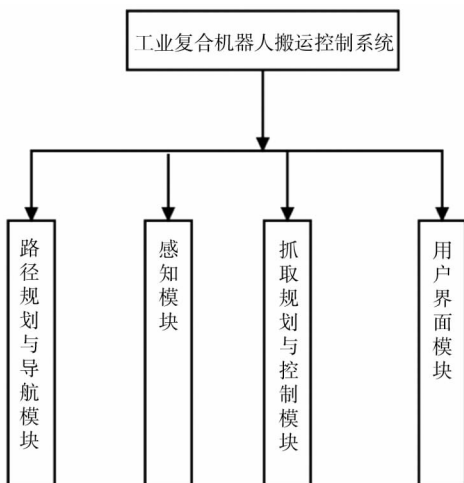 工业复合机器人搬运控制系统
路径规划与导航模块
感知模块
抓取规划与控制模块
用户界面模块